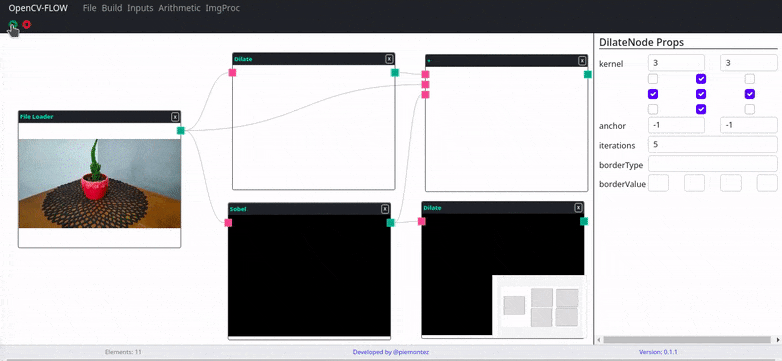 OpenCV-FLOW File Build Inputs Arithmetic ImgProc
File Loader x
Dilate x
+ x
Sobel x
Dilate x
DilateNode Props
kernel 3 3
anchor -1 -1
iterations 5
borderType
borderValue
Elements: 11
Developed by @piemontez
Version: 0.1.1